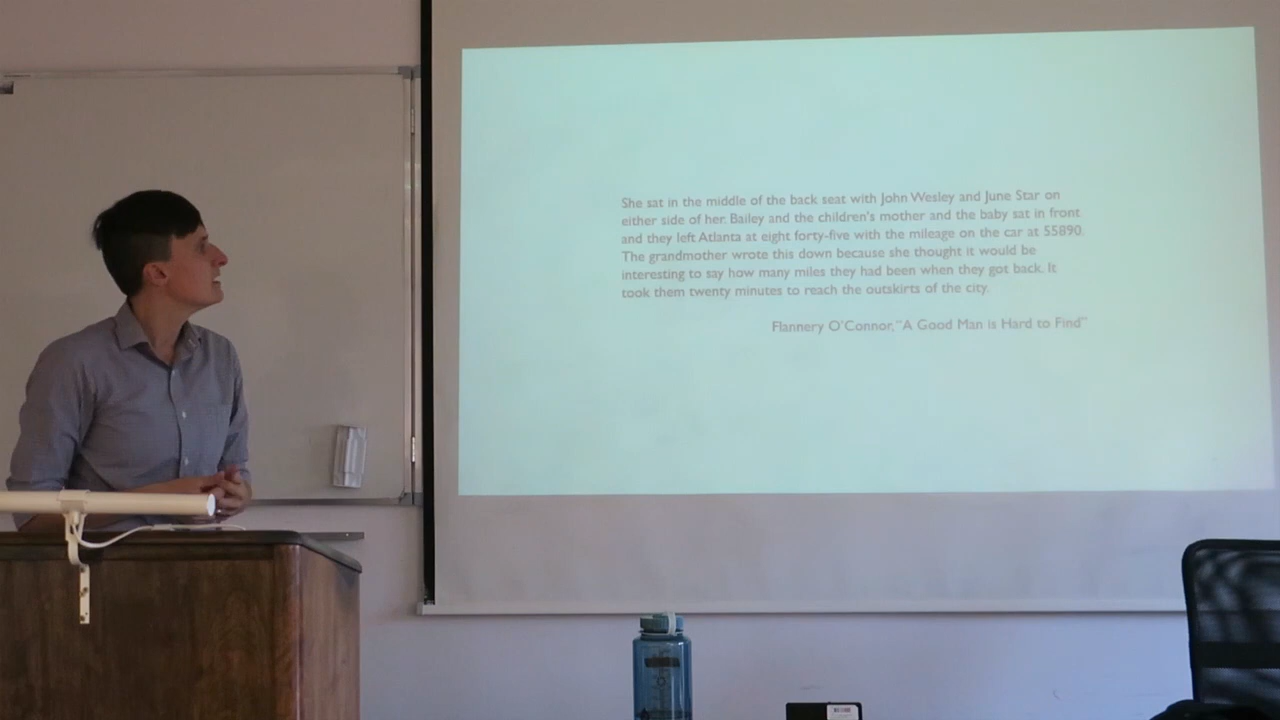 She sat in the middle of the back seat with John Wesley and June Star on
either side of her. Bailey and the children's mother and the baby sat in front
and they left Atlanta at eight forty-five with the mileage on the car at 55890.
The grandmother wrote this down because she thought it would be
interesting to say how many miles they had been when they got back. It
took them twenty minutes to reach the outskirts of the city.
Flannery O'Connor, "A Good Man is Hard to Find"